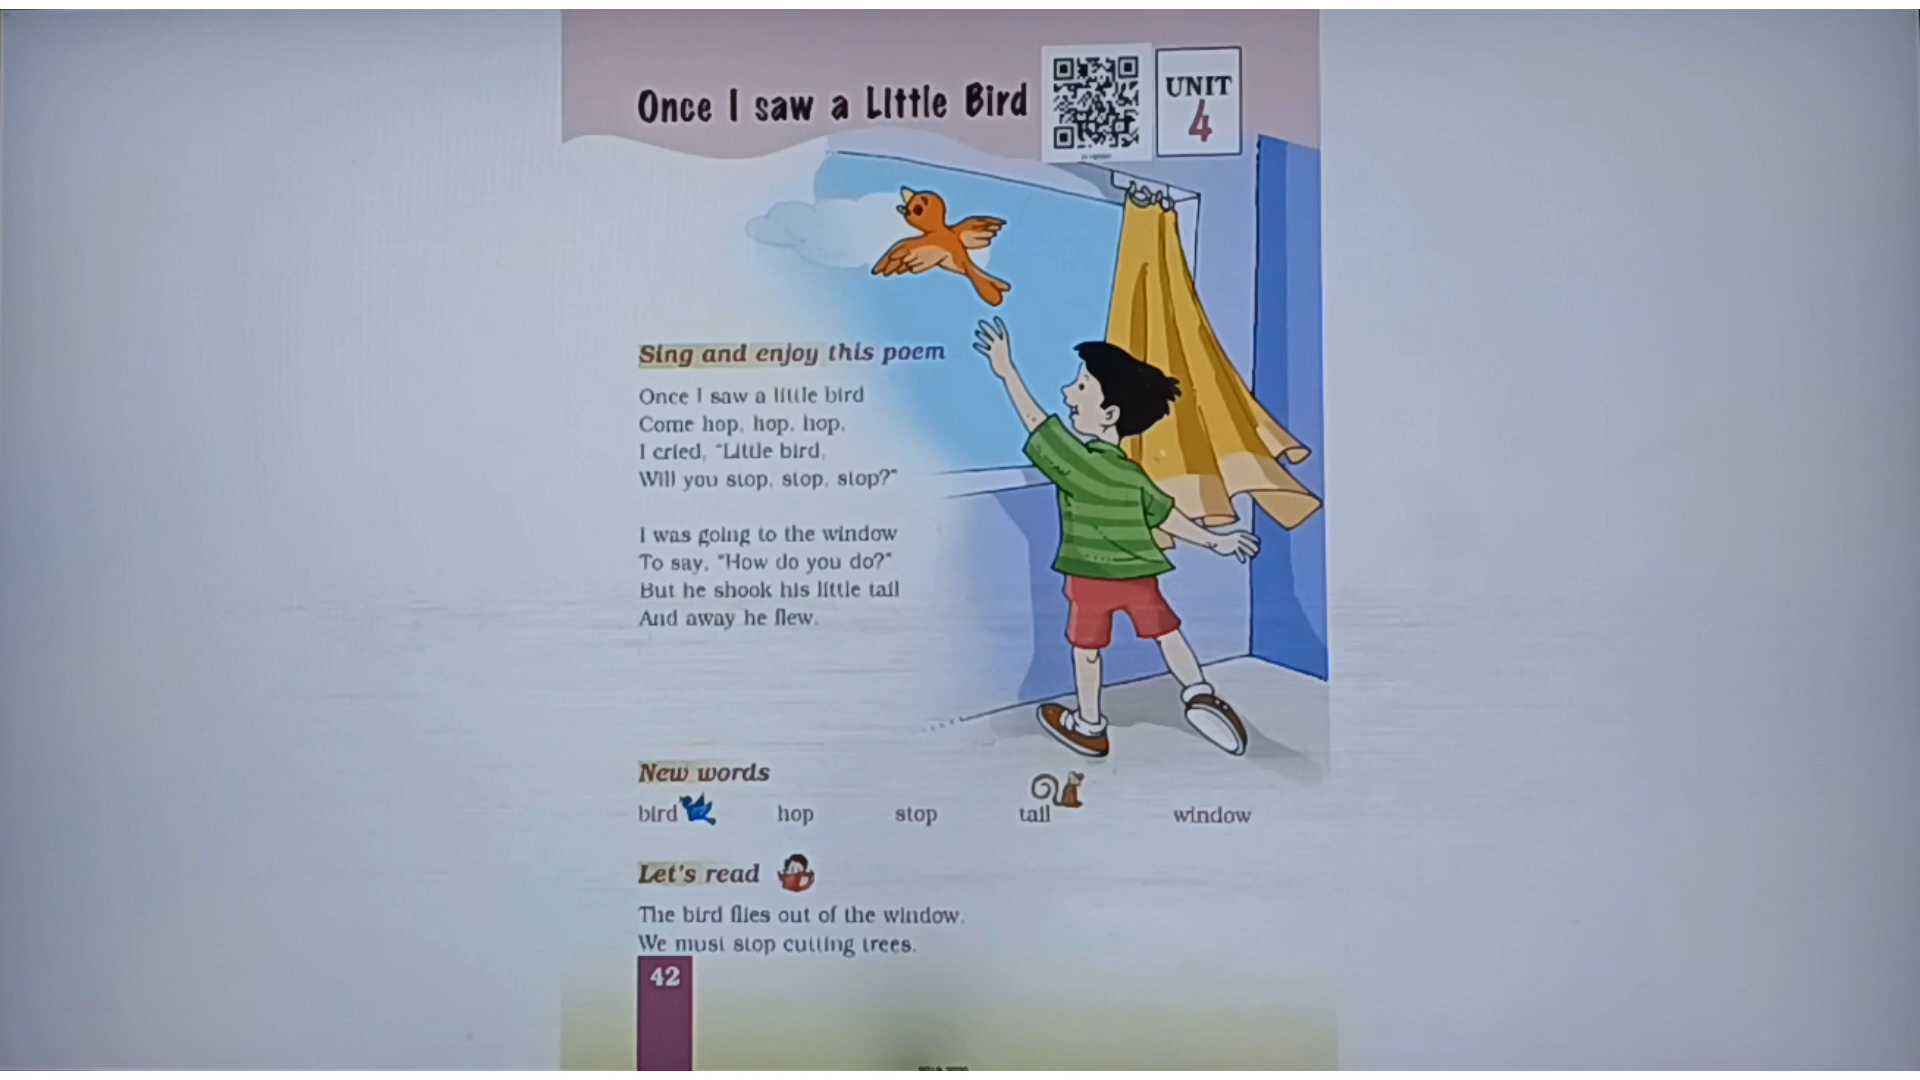 Once I saw a Little Bird
UNIT
4
Sing and enjoy this poem
Once I saw a little bird
Come hop, hop, hop,
I cried, "Little bird,
Will you stop, stop, stop?"
I was going to the window
To say, "How do you do?"
But he shook his little tail
And away he flew.
New words
bird hop stop tail window
Let's read
The bird flies out of the window.
We must stop cutting trees.
42